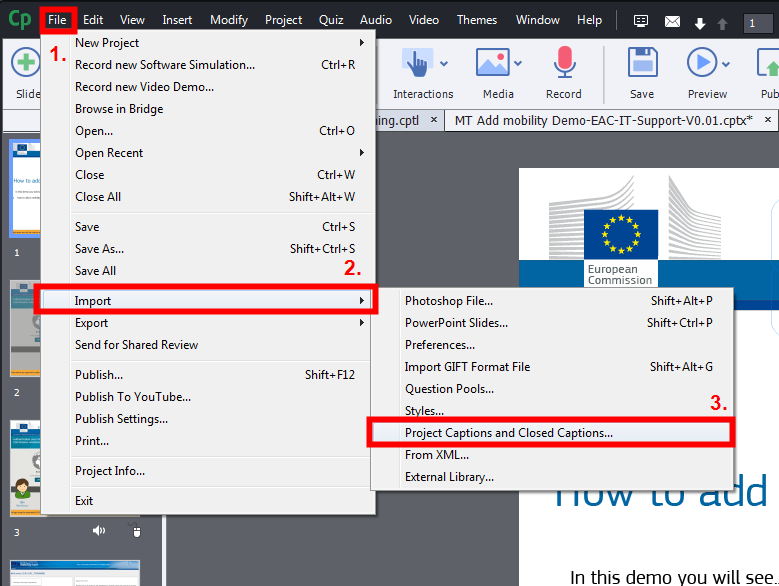 Cp File Edit View Insert Modify Project Quiz Audio Video Themes Window Help 1
1.
New Project
Record new Software Simulation... Ctrl+R
Record new Video Demo...
Browse in Bridge
Open... Ctrl+O
Open Recent
Close Ctrl+W
Close All Shift+Alt+W
Save Ctrl+S
Save As... Shift+Ctrl+S
Save All
2.
Import
Export
Send for Shared Review
Publish... Shift+F12
Publish To YouTube...
Publish Settings...
Print...
Project Info...
Exit
Slide Interactions Media Record Save Preview Pub
ning.cptl × MT Add mobility Demo-EAC-IT-Support-V0.01.cptx* ×
European
Commission
Photoshop File... Shift+Alt+P
PowerPoint Slides... Shift+Ctrl+P
Preferences...
Import GIFT Format File Shift+Alt+G
Question Pools...
Styles...
3.
Project Captions and Closed Captions...
From XML...
External Library...
How to add
In this demo you will see.
1
2
3